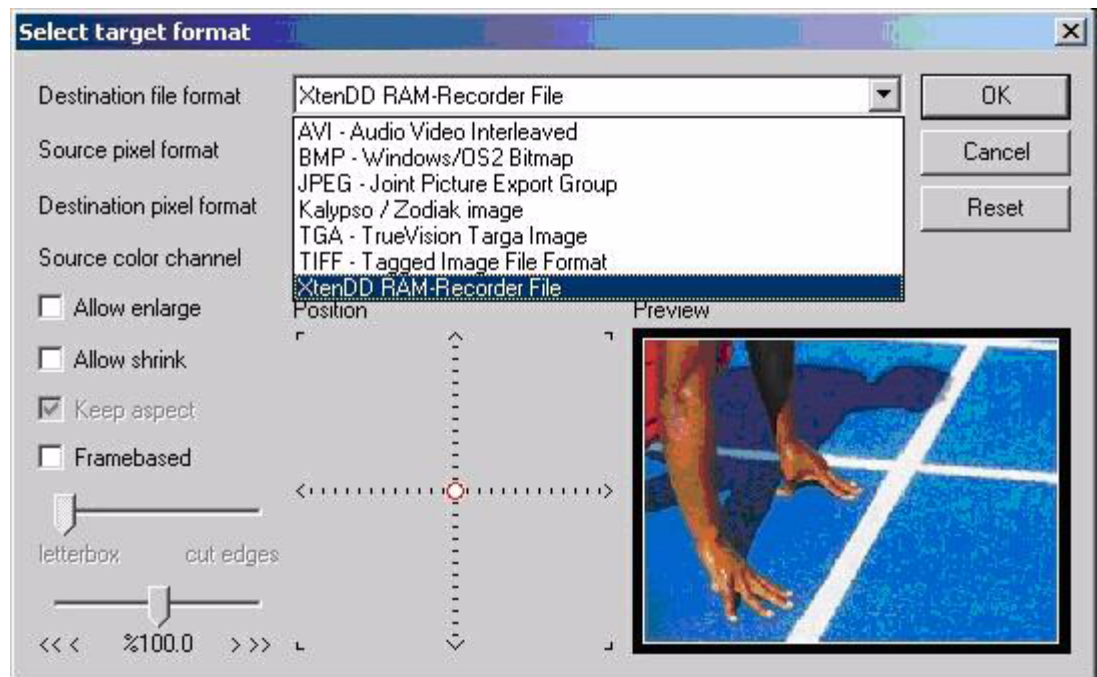 Select target format
Destination file format
XtenDD RAM-Recorder File
OK
AVI - Audio Video Interleaved
BMP - Windows/OS2 Bitmap
JPEG - Joint Picture Export Group
Kalypso / Zodiak image
TGA - TrueVision Targa Image
TIFF - Tagged Image File Format
XtenDD RAM-Recorder File
Source pixel format
Cancel
Destination pixel format
Reset
Source color channel
Allow enlarge
Position
Preview
Allow shrink
Keep aspect
Framebased
letterbox cut edges
<<< %100.0 >>>